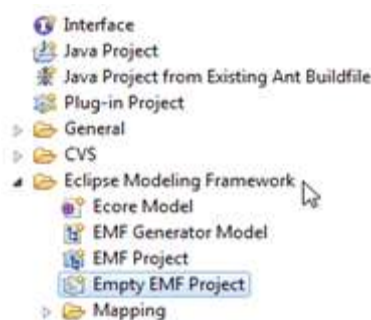 Interface
Java Project
Java Project from Existing Ant Buildfile
Plug-in Project
General
CVS
Eclipse Modeling Framework
Ecore Model
EMF Generator Model
EMF Project
Empty EMF Project
Mapping